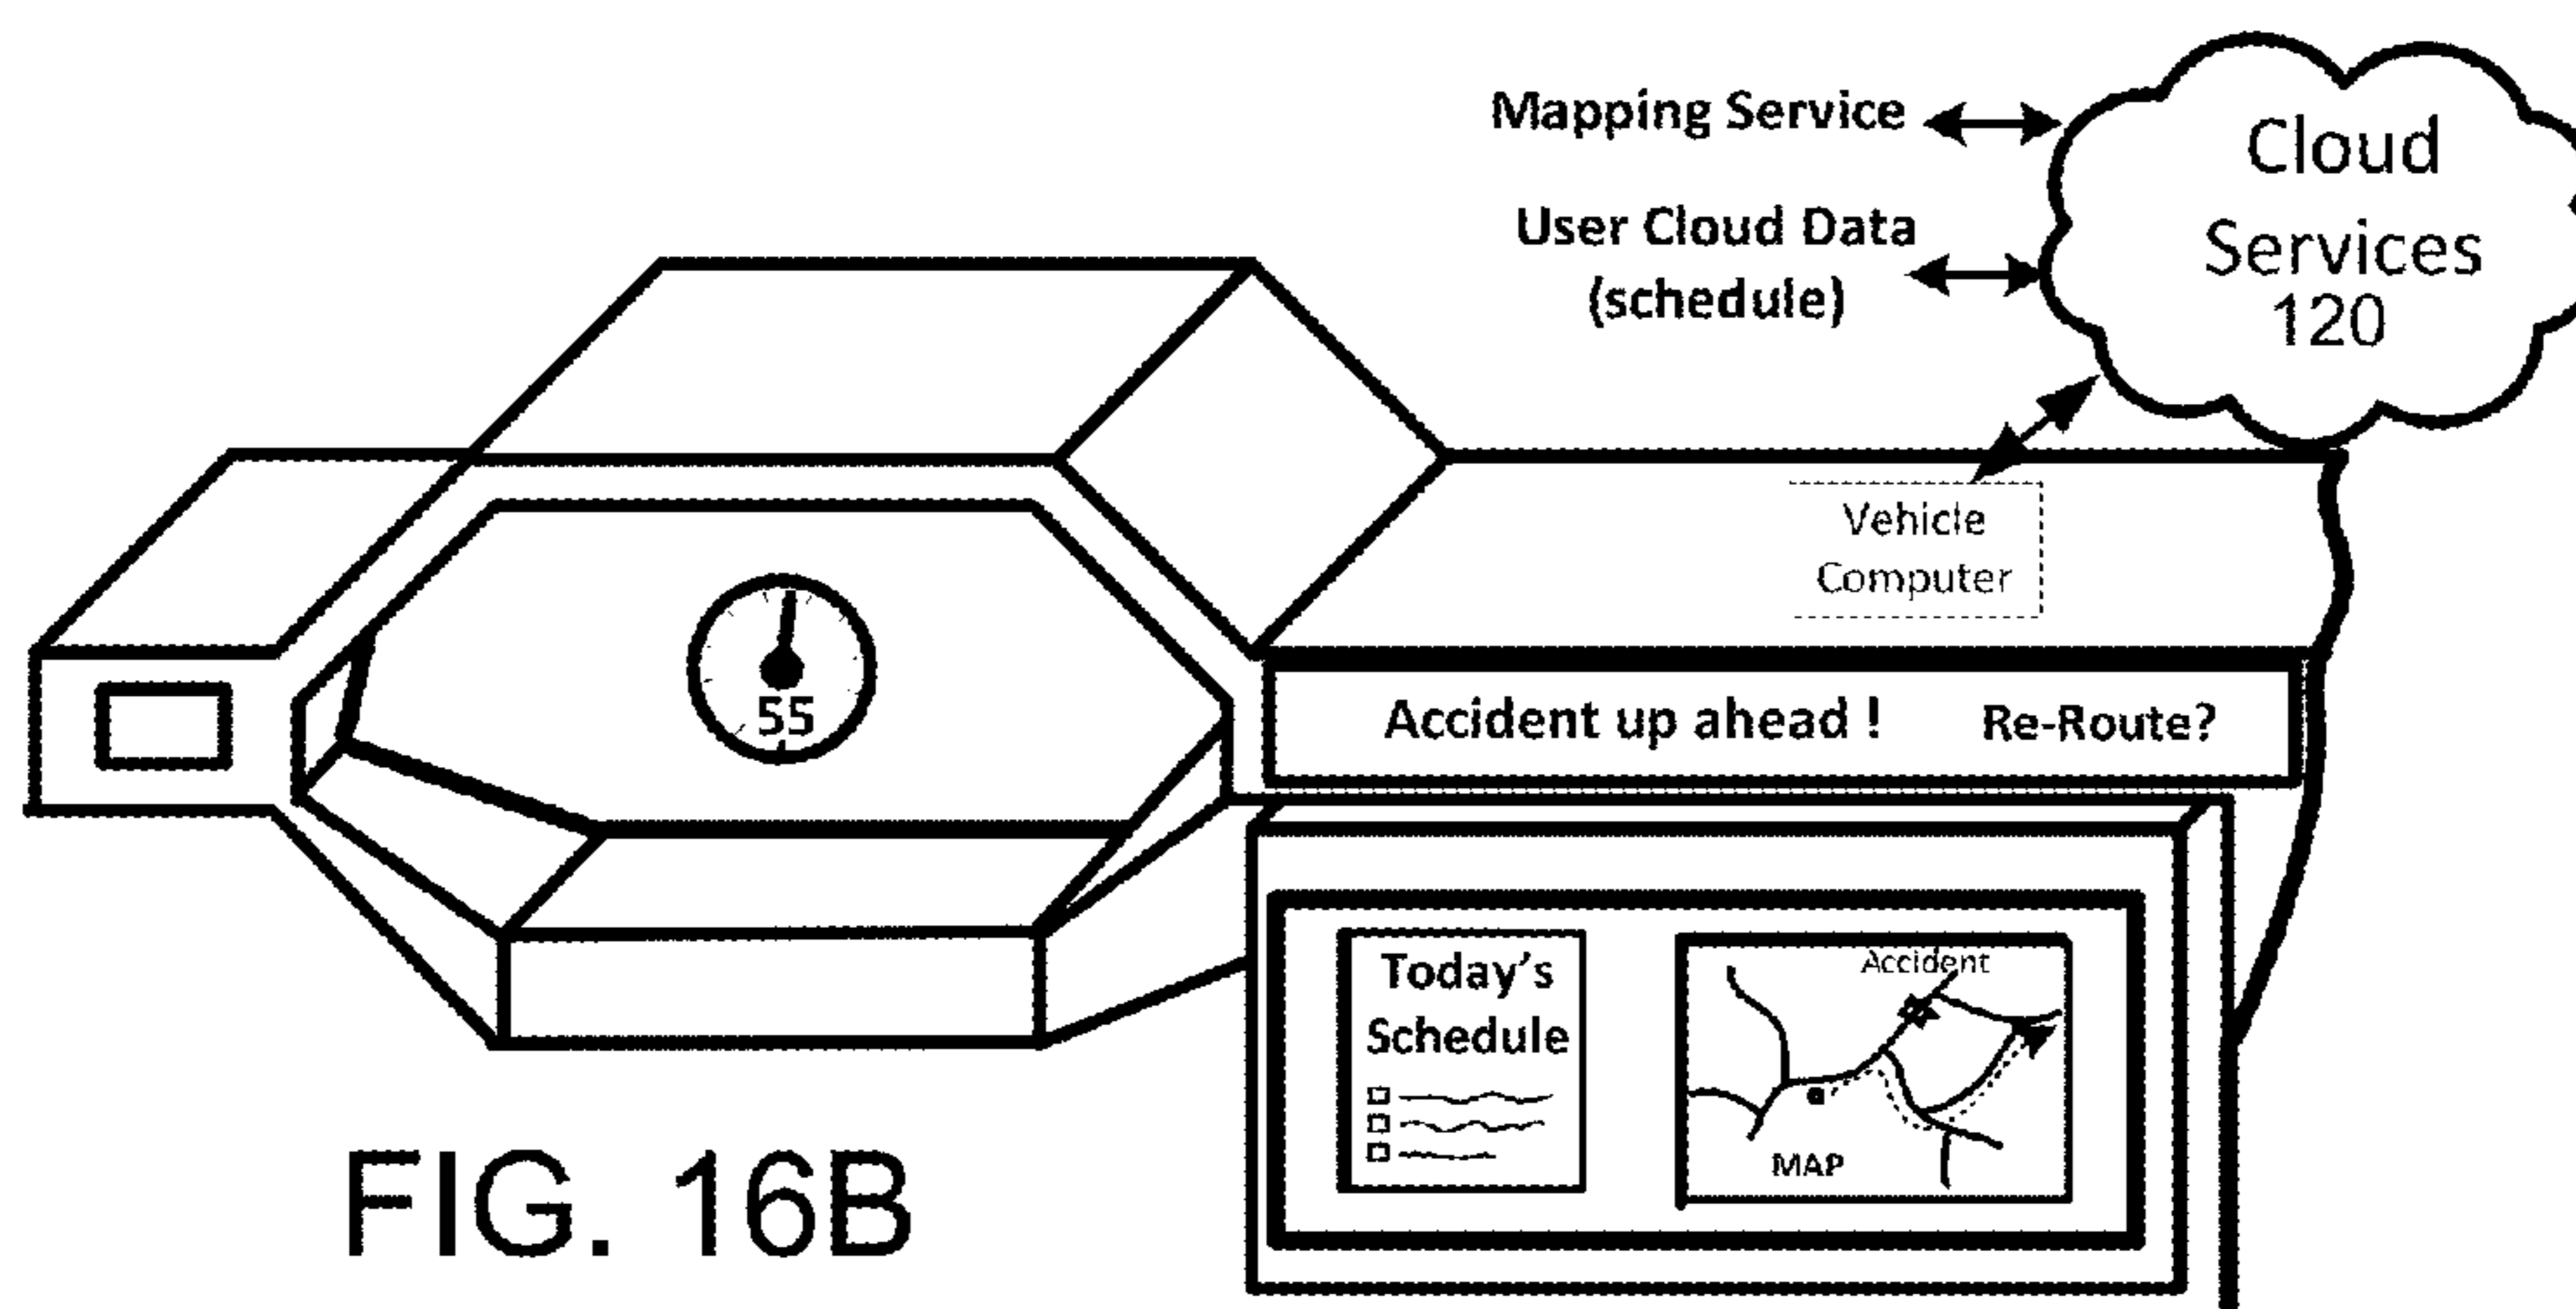 Mapping Service
User Cloud Data
(schedule)
Cloud
Services
120
Vehicle
Computer
55
Accident up ahead !
Re-Route?
Today's
Schedule
Accident
MAP
FIG. 16B